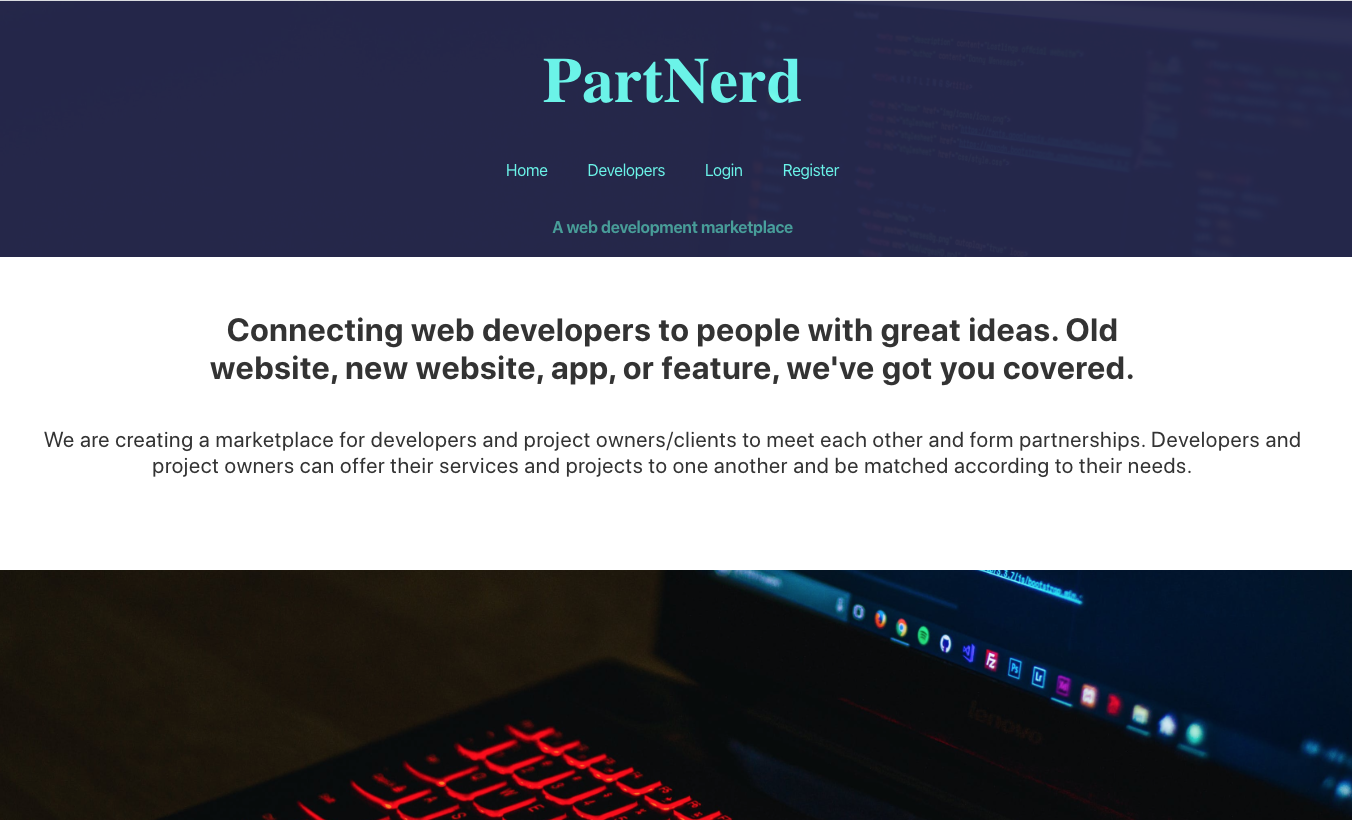 PartNerd
Home Developers Login Register
A web development marketplace
Connecting web developers to people with great ideas. Old
website, new website, app, or feature, we've got you covered.
We are creating a marketplace for developers and project owners/clients to meet each other and form partnerships. Developers and
project owners can offer their services and projects to one another and be matched according to their needs.
lenovo